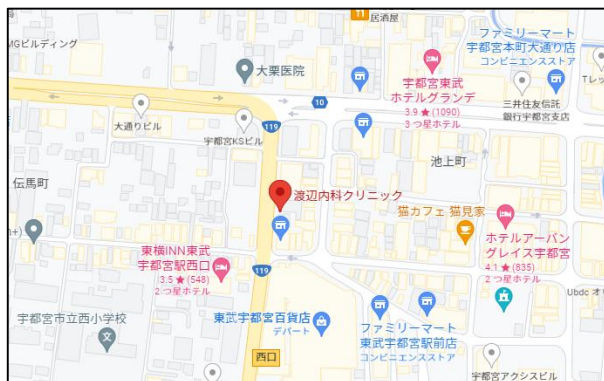 11
居酒屋
MGビルディング
大栗医院
ファミリーマート
宇都宮本町大通り店
コンビニエンスストア
宇都宮東武
ホテルグランデ
3.9 ★ (1090)
3 つ星ホテル
Tレッ
三井住友信託
銀行宇都宮支店
10
大通りビル
119
宇都宮KSビル
池上町
伝馬町
渡辺内科クリニック
猫カフェ 猫見家
ホテルアーバン
グレイス宇都宮
4.1 ★ (835)
2 つ星ホテル
東横INN東武
宇都宮駅西口
3.5 ★ (548)
2 つ星ホテル
119
宇都宮市立西小学校
東武宇都宮百貨店
デパート
ファミリーマート
東武宇都宮駅前店
コンビニエンスストア
Ubdc オ
西口
宇都宮アクシスビル